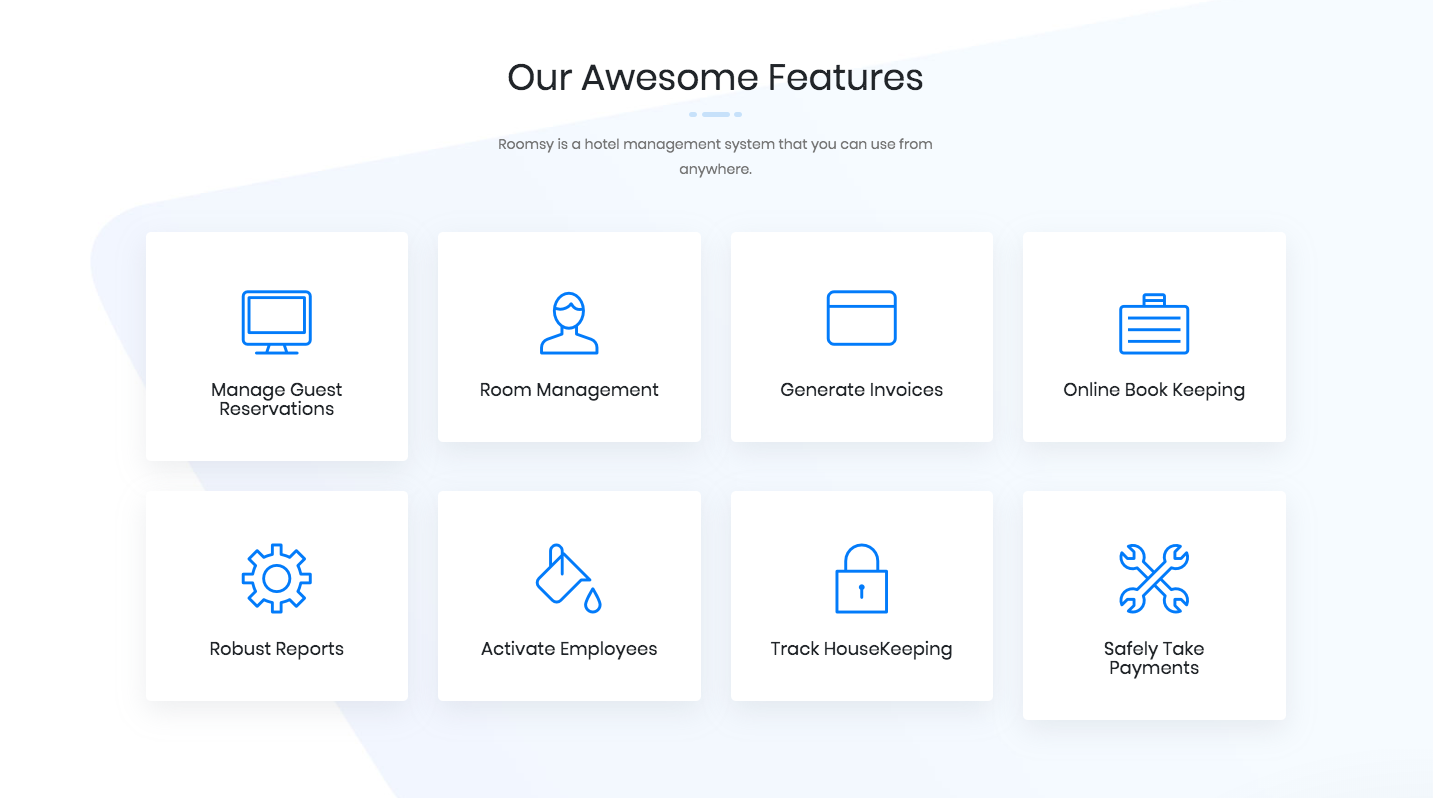 Our Awesome Features
Roomsy is a hotel management system that you can use from
anywhere.
Manage Guest
Reservations
Room Management
Generate Invoices
Online Book Keeping
Robust Reports
Activate Employees
Track HouseKeeping
Safely Take
Payments